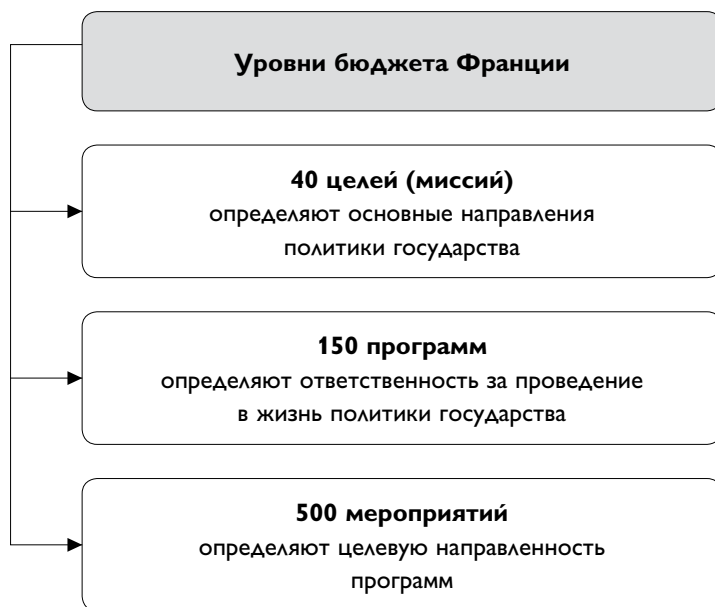 Уровни бюджета Франции
40 целей (миссий)
определяют основные направления
политики государства
150 программ
определяют ответственность за проведение
в жизнь политики государства
500 мероприятий
определяют целевую направленность
программ